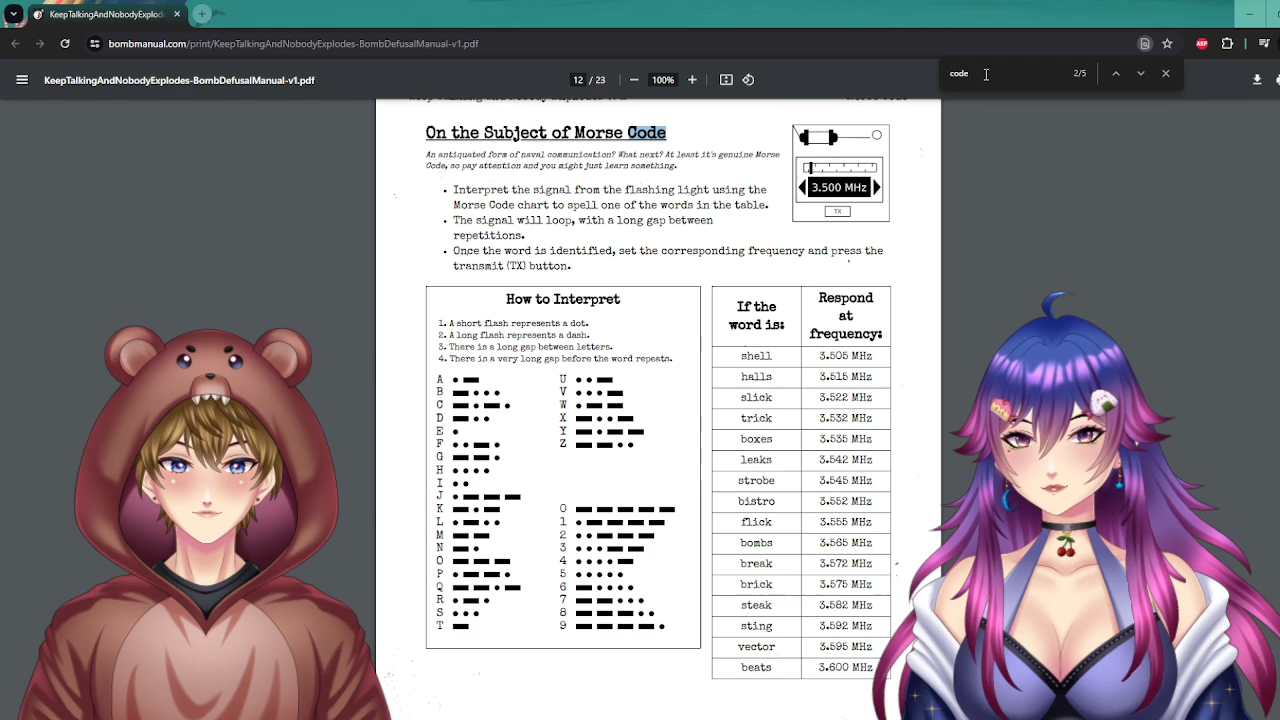 KeepTalkingAndNobodyExplodes
bombmanual.com/print/KeepTalkingAndNobodyExplodes-BombDefusalManual-v1.pdf
ABP
KeepTalkingAndNobodyExplodes-BombDefusalManual-v1.pdf
12 / 23
100%
code
2/5
On the Subject of Morse Code
An antiquated form of naval communication? What next? At least it's genuine Morse
Code, so pay attention and you might just learn something.
• Interpret the signal from the flashing light using the
Morse Code chart to spell one of the words in the table.
• The signal will loop, with a long gap between
repetitions.
• Once the word is identified, set the corresponding frequency and press the
transmit (TX) button.
3.500 MHz
TX
How to Interpret
1. A short flash represents a dot.
2. A long flash represents a dash.
3. There is a long gap between letters.
4. There is a very long gap before the word repeats.
A
B
C
D
E
F
G
H
I
J
K
L
M
N
O
P
Q
R
S
T
U
V
W
X
Y
Z
0
1
2
3
4
5
6
7
8
9
If the
word is:
Respond
at
frequency:
shell 3.505 MHz
halls 3.515 MHz
slick 3.522 MHz
trick 3.532 MHz
boxes 3.535 MHz
leaks 3.542 MHz
strobe 3.545 MHz
bistro 3.552 MHz
flick 3.555 MHz
bombs 3.565 MHz
break 3.572 MHz
brick 3.575 MHz
steak 3.582 MHz
sting 3.592 MHz
vector 3.595 MHz
beats 3.600 MHz